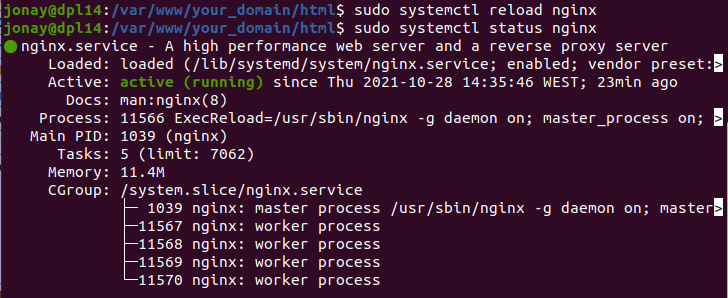 jonay@dpl14:/var/www/your_domain/html$ sudo systemctl reload nginx
jonay@dpl14:/var/www/your_domain/html$ sudo systemctl status nginx
● nginx.service - A high performance web server and a reverse proxy server
Loaded: loaded (/lib/systemd/system/nginx.service; enabled; vendor preset:>
Active: active (running) since Thu 2021-10-28 14:35:46 WEST; 23min ago
Docs: man:nginx(8)
Process: 11566 ExecReload=/usr/sbin/nginx -g daemon on; master_process on; >
Main PID: 1039 (nginx)
Tasks: 5 (limit: 7062)
Memory: 11.4M
CGroup: /system.slice/nginx.service
├─ 1039 nginx: master process /usr/sbin/nginx -g daemon on; master>
├─11567 nginx: worker process
├─11568 nginx: worker process
├─11569 nginx: worker process
└─11570 nginx: worker process